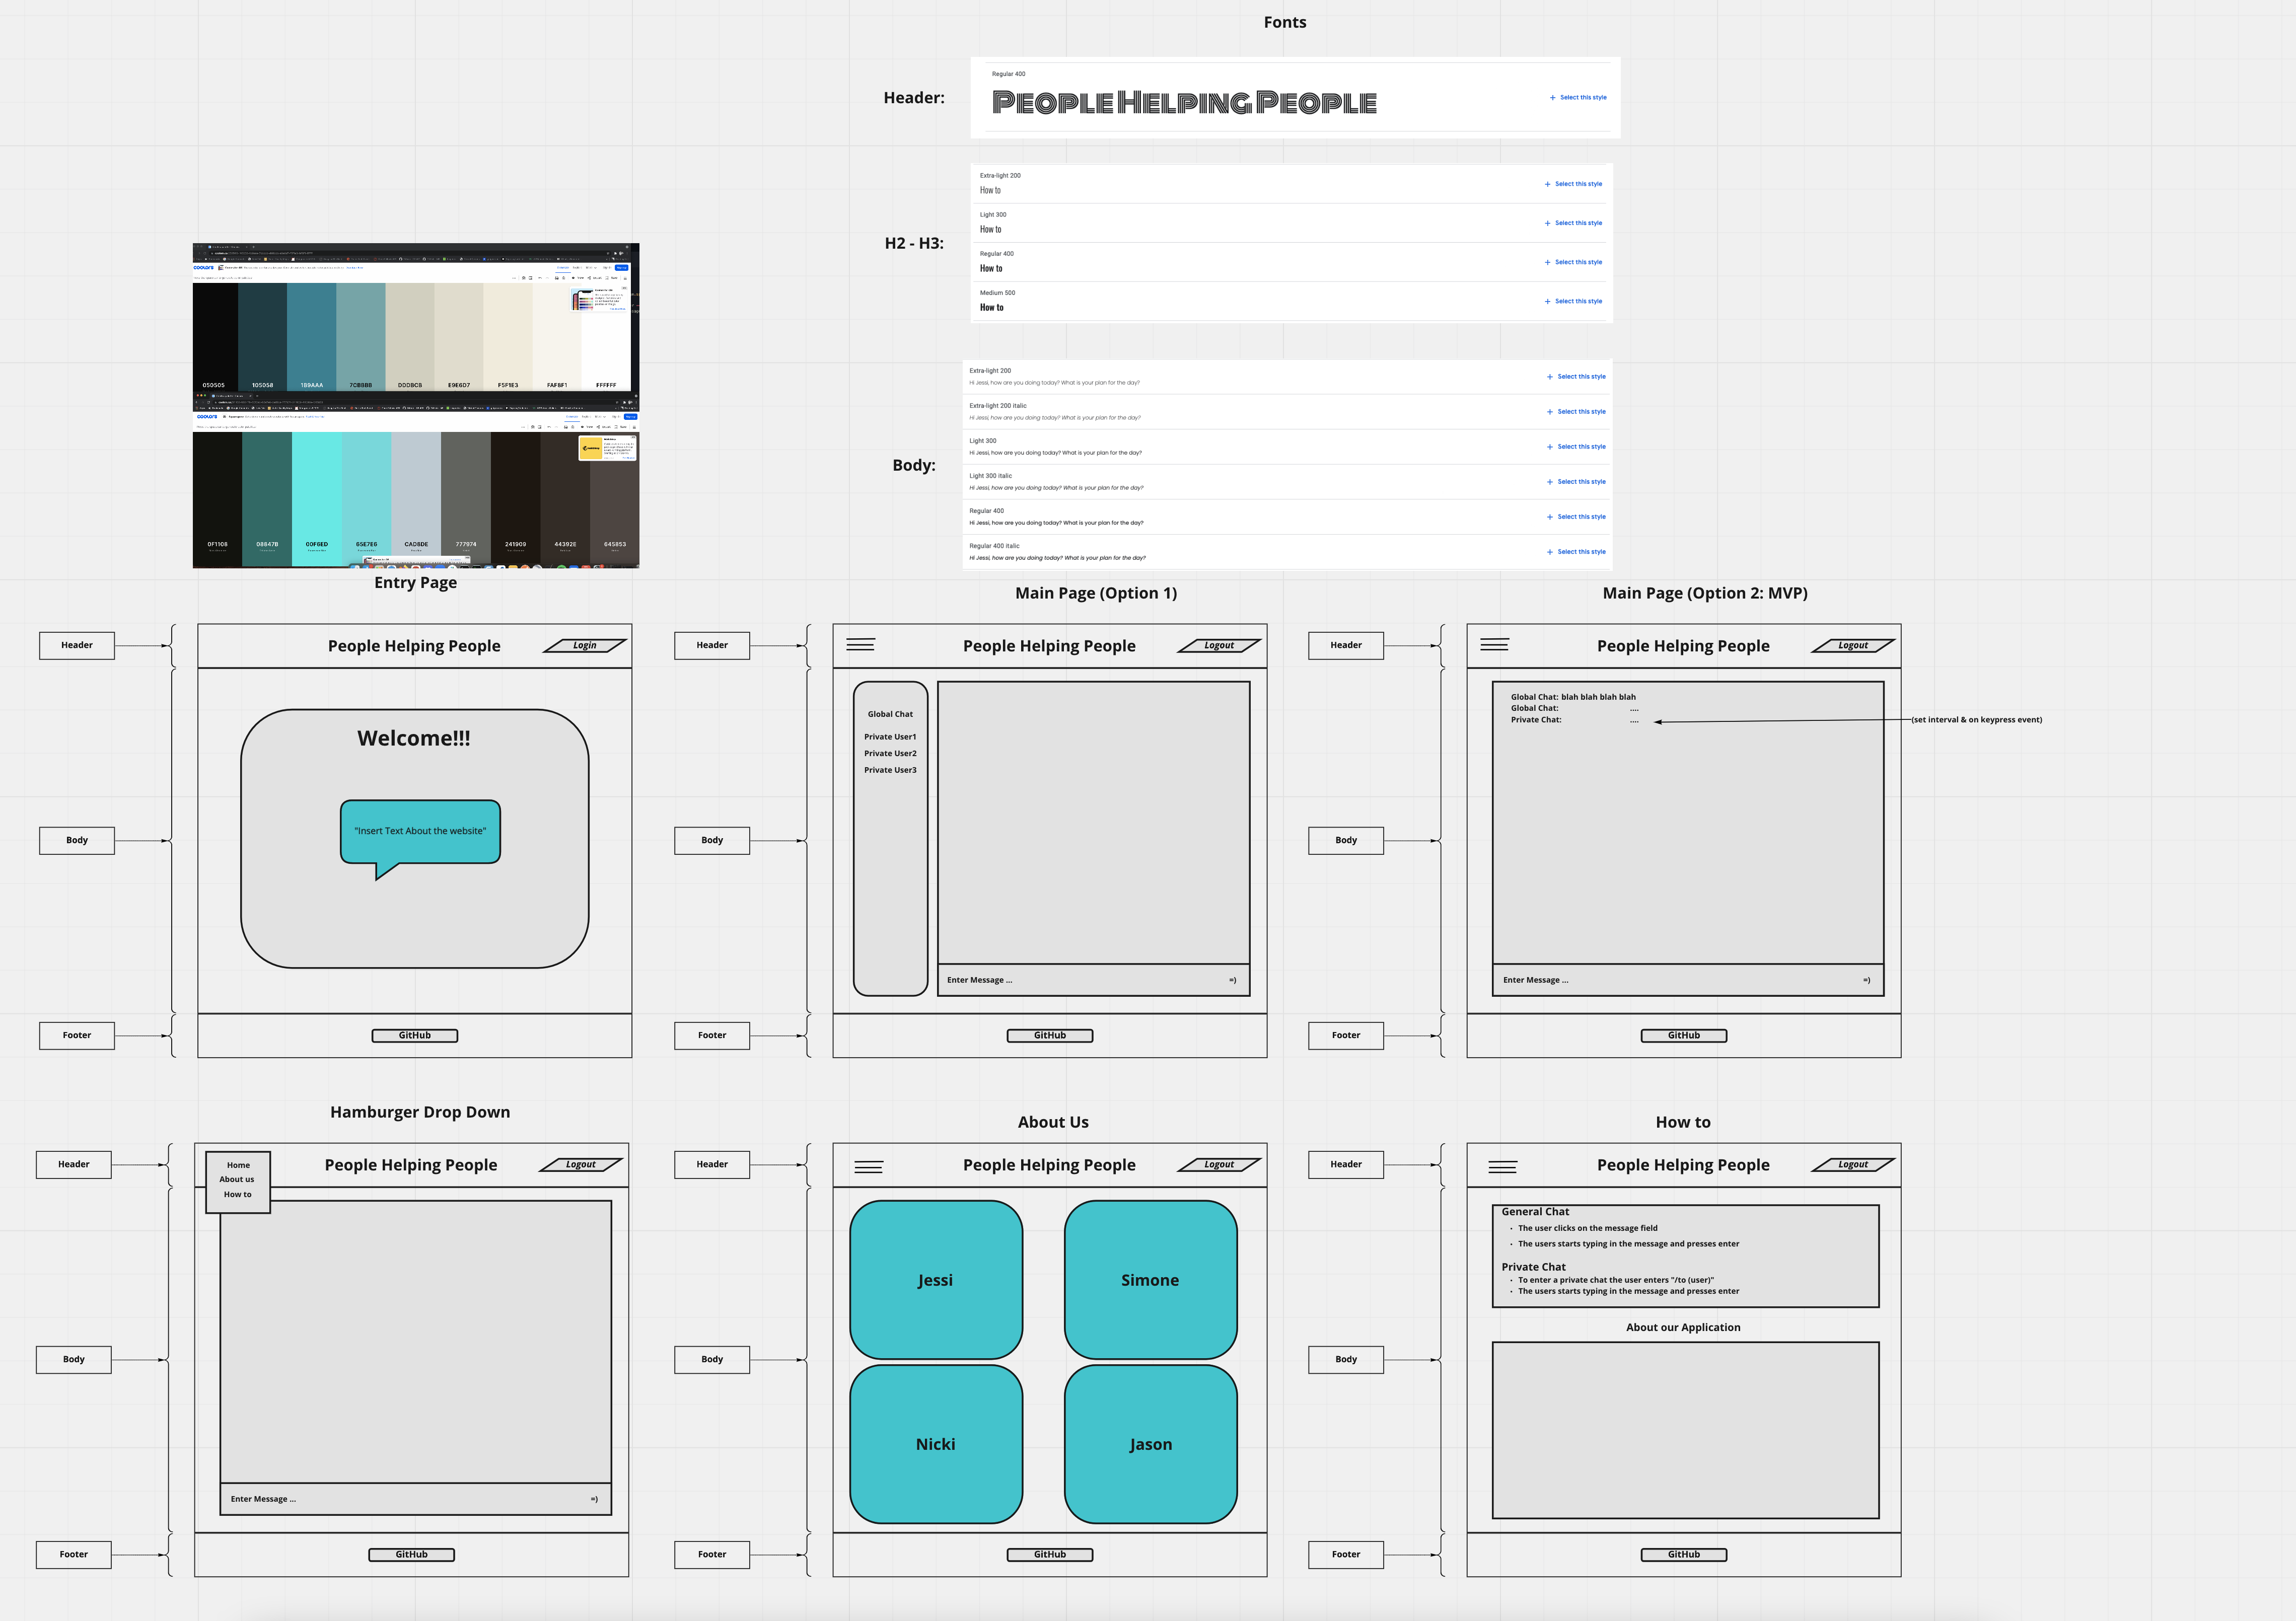 Fonts
Header:
Regular 400
People Helping People
Select this style
H2 - H3:
Extra-light 200
How to
Select this style
Light 300
How to
Select this style
Regular 400
How to
Select this style
Medium 500
How to
Select this style
Body:
Extra-light 200
Hi Jessi, how are you doing today? What is your plan for the day?
Select this style
Extra-light 200 italic
Hi Jessi, how are you doing today? What is your plan for the day?
Select this style
Light 300
Hi Jessi, how are you doing today? What is your plan for the day?
Select this style
Light 300 italic
Hi Jessi, how are you doing today? What is your plan for the day?
Select this style
Regular 400
Hi Jessi, how are you doing today? What is your plan for the day?
Select this style
Regular 400 italic
Hi Jessi, how are you doing today? What is your plan for the day?
Select this style
coolors
050505 FFFFFF
coolors
777974 241909 44392E 645853
Entry Page
Header
People Helping People
Login
Body
Welcome!!!
"Insert Text About the website"
Footer
GitHub
Main Page (Option 1)
Header
People Helping People
Logout
Body
Global Chat
Private User1
Private User2
Private User3
Enter Message ... =)
Footer
GitHub
Main Page (Option 2: MVP)
Header
People Helping People
Logout
Body
Global Chat: blah blah blah blah
Global Chat: ....
Private Chat: ....
(set interval & on keypress event)
Enter Message ... =)
Footer
GitHub
Hamburger Drop Down
Header
Home
About us
How to
People Helping People
Logout
Body
Enter Message ... =)
Footer
GitHub
About Us
Header
People Helping People
Logout
Body
Jessi
Simone
Nicki
Jason
Footer
GitHub
How to
Header
People Helping People
Logout
Body
General Chat
· The user clicks on the message field
· The users starts typing in the message and presses enter
Private Chat
· To enter a private chat the user enters "/to (user)"
· The users starts typing in the message and presses enter
About our Application
Footer
GitHub